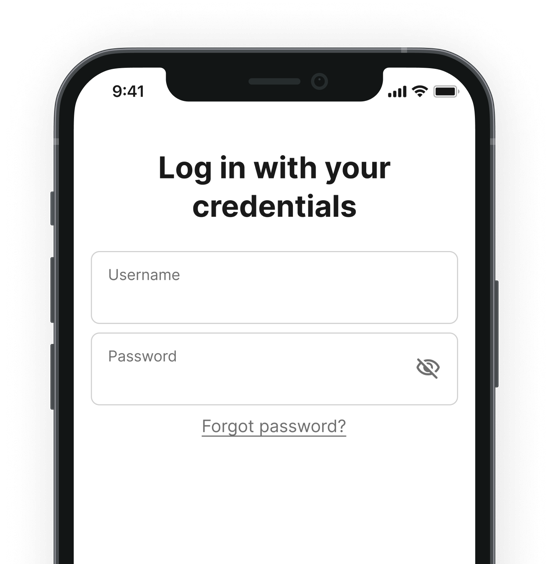 9:41
Log in with your
credentials
Username
Password
Forgot password?